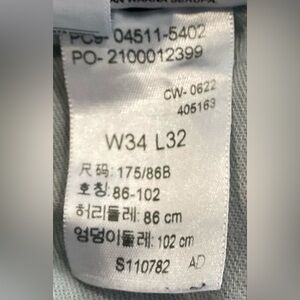 PC9- 04511-5402
PO- 2100012399
CW- 0622
405163
W34 L32
尺码: 175/86B
호칭: 86-102
허리둘레: 86 cm
엉덩이둘레: 102 cm
S110782 AD